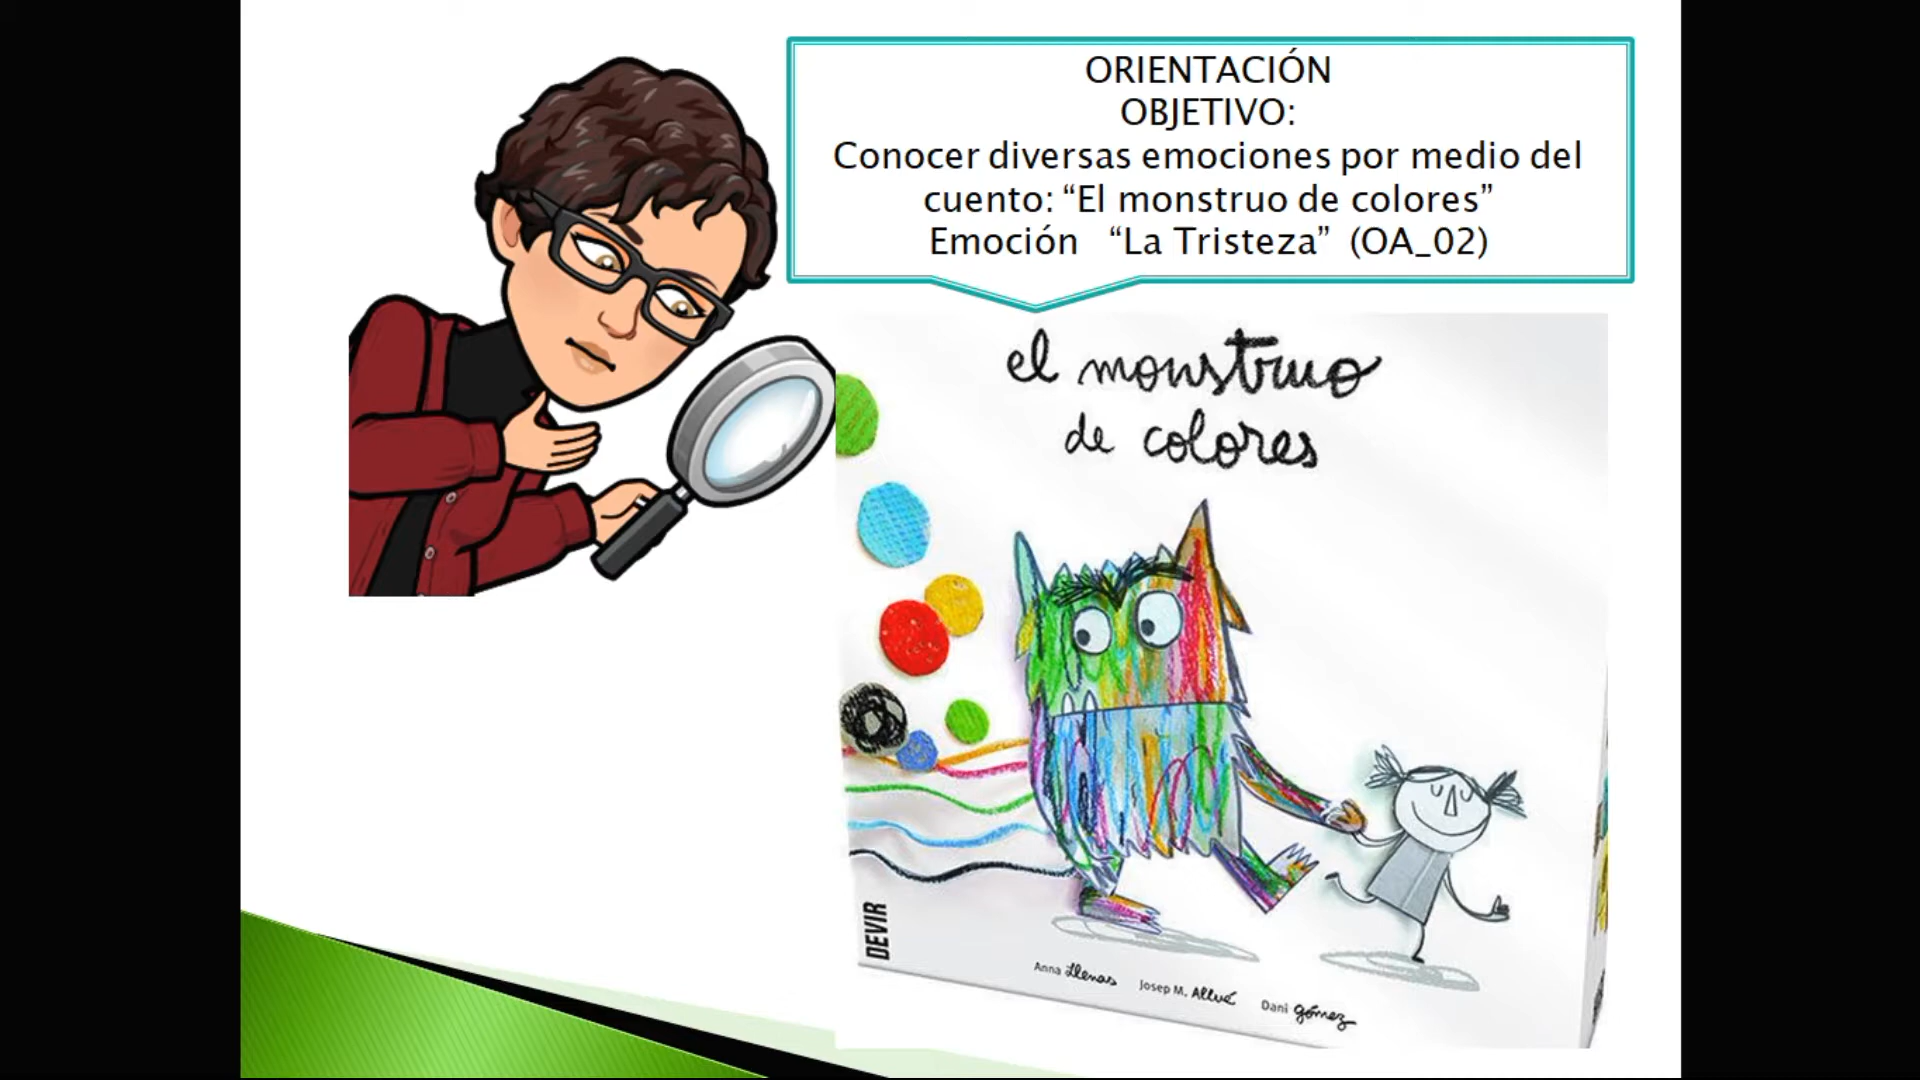 ORIENTACIÓN
OBJETIVO:
Conocer diversas emociones por medio del
cuento: “El monstruo de colores”
Emoción “La Tristeza” (OA_02)
el monstruo
de colores
DEVIR
Anna Llenas Josep M. Allué Dani gómez